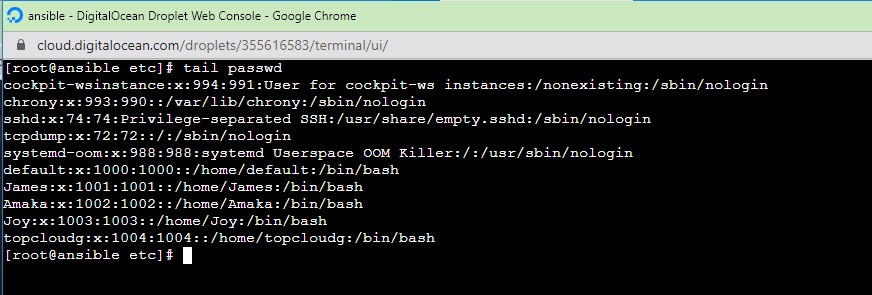 ansible - DigitalOcean Droplet Web Console - Google Chrome
cloud.digitalocean.com/droplets/355616583/terminal/ui/
[root@ansible etc]# tail passwd
cockpit-wsinstance:x:994:991:User for cockpit-ws instances:/nonexisting:/sbin/nologin
chrony:x:993:990::/var/lib/chrony:/sbin/nologin
sshd:x:74:74:Privilege-separated SSH:/usr/share/empty.sshd:/sbin/nologin
tcpdump:x:72:72::/:/sbin/nologin
systemd-oom:x:988:988:systemd Userspace OOM Killer:/:/usr/sbin/nologin
default:x:1000:1000::/home/default:/bin/bash
James:x:1001:1001::/home/James:/bin/bash
Amaka:x:1002:1002::/home/Amaka:/bin/bash
Joy:x:1003:1003::/home/Joy:/bin/bash
topcloudg:x:1004:1004::/home/topcloudg:/bin/bash
[root@ansible etc]#